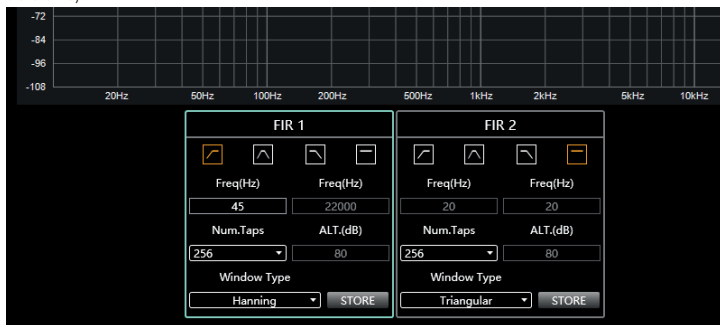 -72
-84
-96
-108
20Hz 50Hz 100Hz 200Hz 500Hz 1kHz 2kHz 5kHz 10kHz
FIR 1 FIR 2
Freq(Hz) Freq(Hz) Freq(Hz) Freq(Hz)
45 22000 20 20
Num.Taps ALT.(dB) Num.Taps ALT.(dB)
256 80 256 80
Window Type Window Type
Hanning STORE Triangular STORE